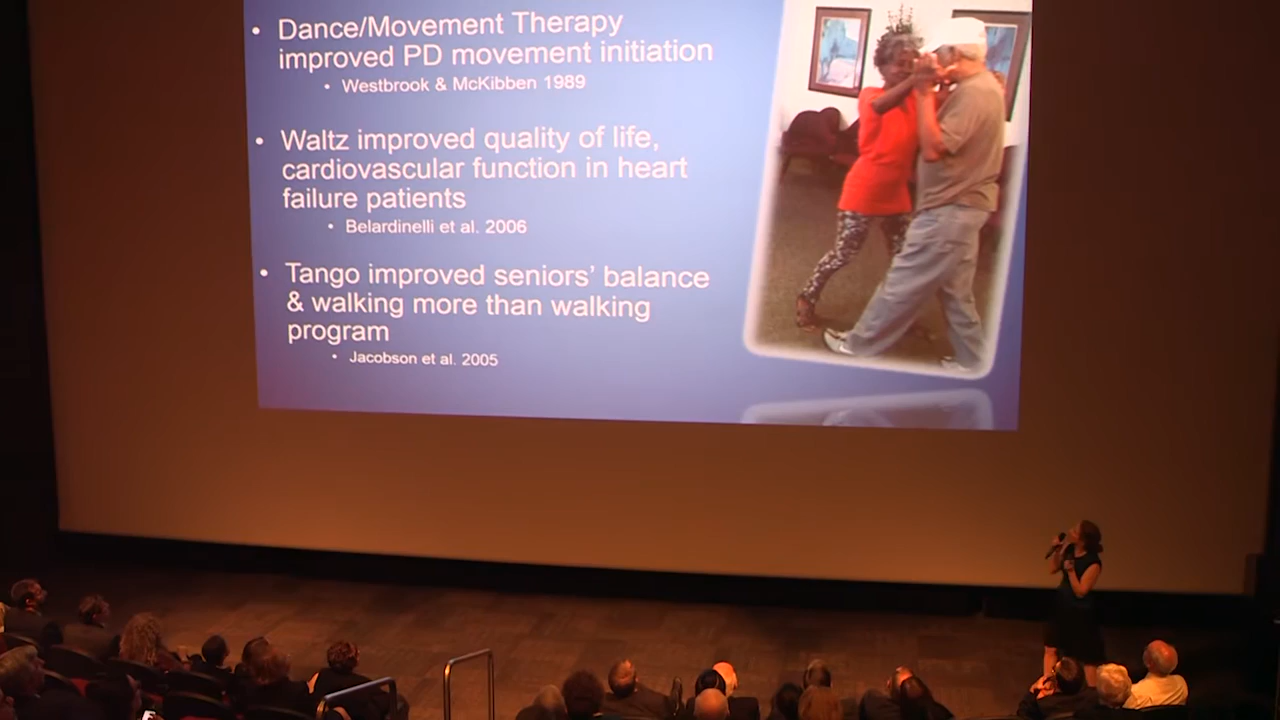 • Dance/Movement Therapy
improved PD movement initiation
• Westbrook & McKibben 1989
• Waltz improved quality of life,
cardiovascular function in heart
failure patients
• Belardinelli et al. 2006
• Tango improved seniors’ balance
& walking more than walking
program
• Jacobson et al. 2005